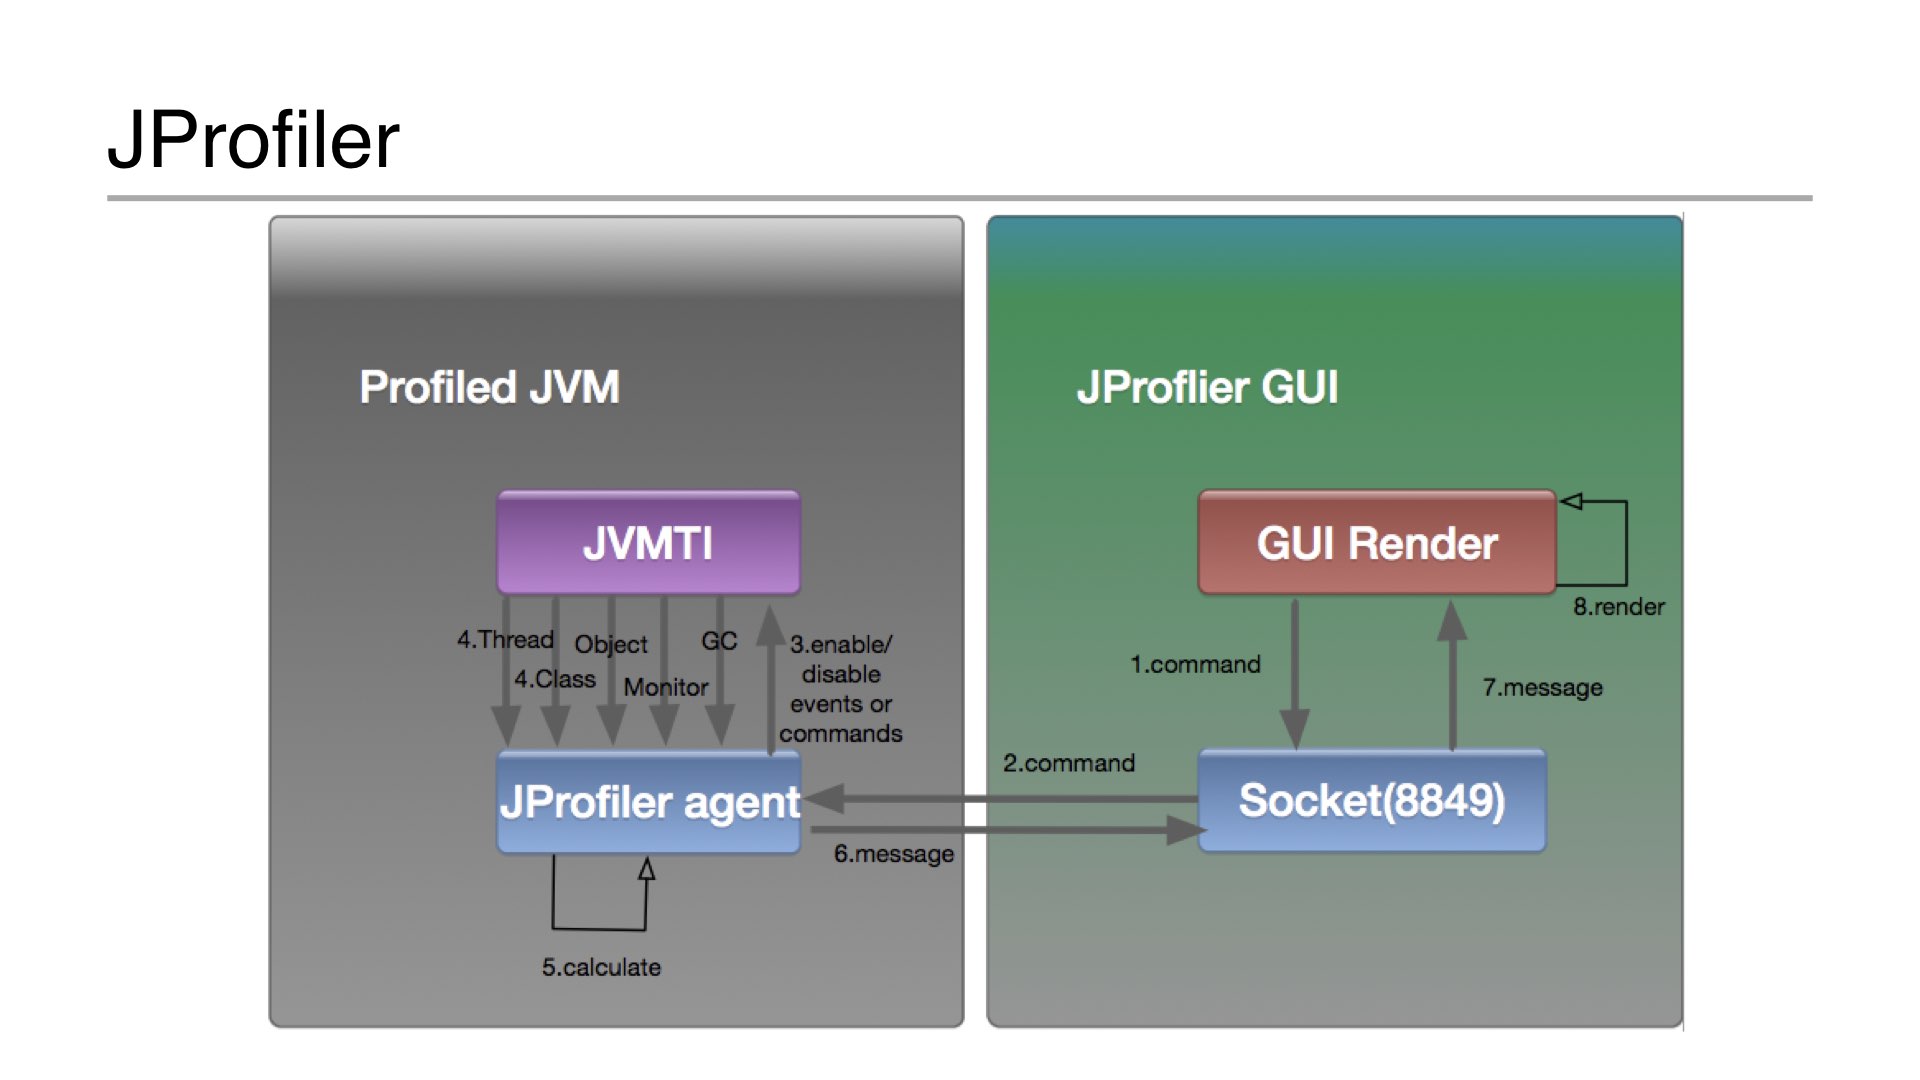 JProfiler
Profiled JVM
JVMTI
4.Thread
Object
GC
4.Class
Monitor
3.enable/
disable
events or
commands
JProfiler agent
5.calculate
2.command
6.message
JProflier GUI
GUI Render
8.render
1.command
7.message
Socket(8849)